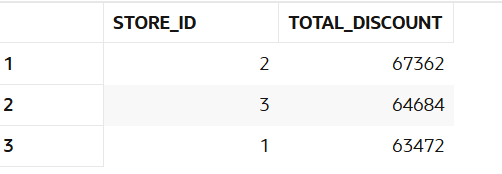 STORE_ID TOTAL_DISCOUNT
1 2 67362
2 3 64684
3 1 63472